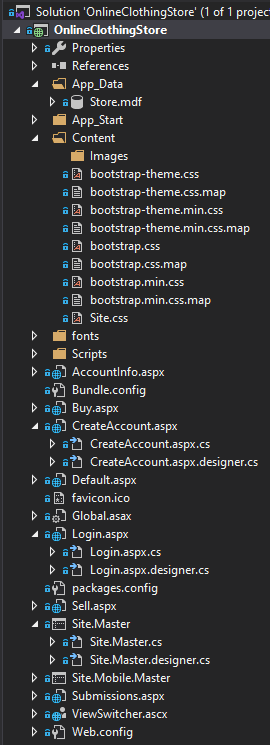 Solution 'OnlineClothingStore' (1 of 1 projec
OnlineClothingStore
Properties
References
App_Data
Store.mdf
App_Start
Content
Images
bootstrap-theme.css
bootstrap-theme.css.map
bootstrap-theme.min.css
bootstrap-theme.min.css.map
bootstrap.css
bootstrap.css.map
bootstrap.min.css
bootstrap.min.css.map
Site.css
fonts
Scripts
AccountInfo.aspx
Bundle.config
Buy.aspx
CreateAccount.aspx
CreateAccount.aspx.cs
CreateAccount.aspx.designer.cs
Default.aspx
favicon.ico
Global.asax
Login.aspx
Login.aspx.cs
Login.aspx.designer.cs
packages.config
Sell.aspx
Site.Master
Site.Master.cs
Site.Master.designer.cs
Site.Mobile.Master
Submissions.aspx
ViewSwitcher.ascx
Web.config